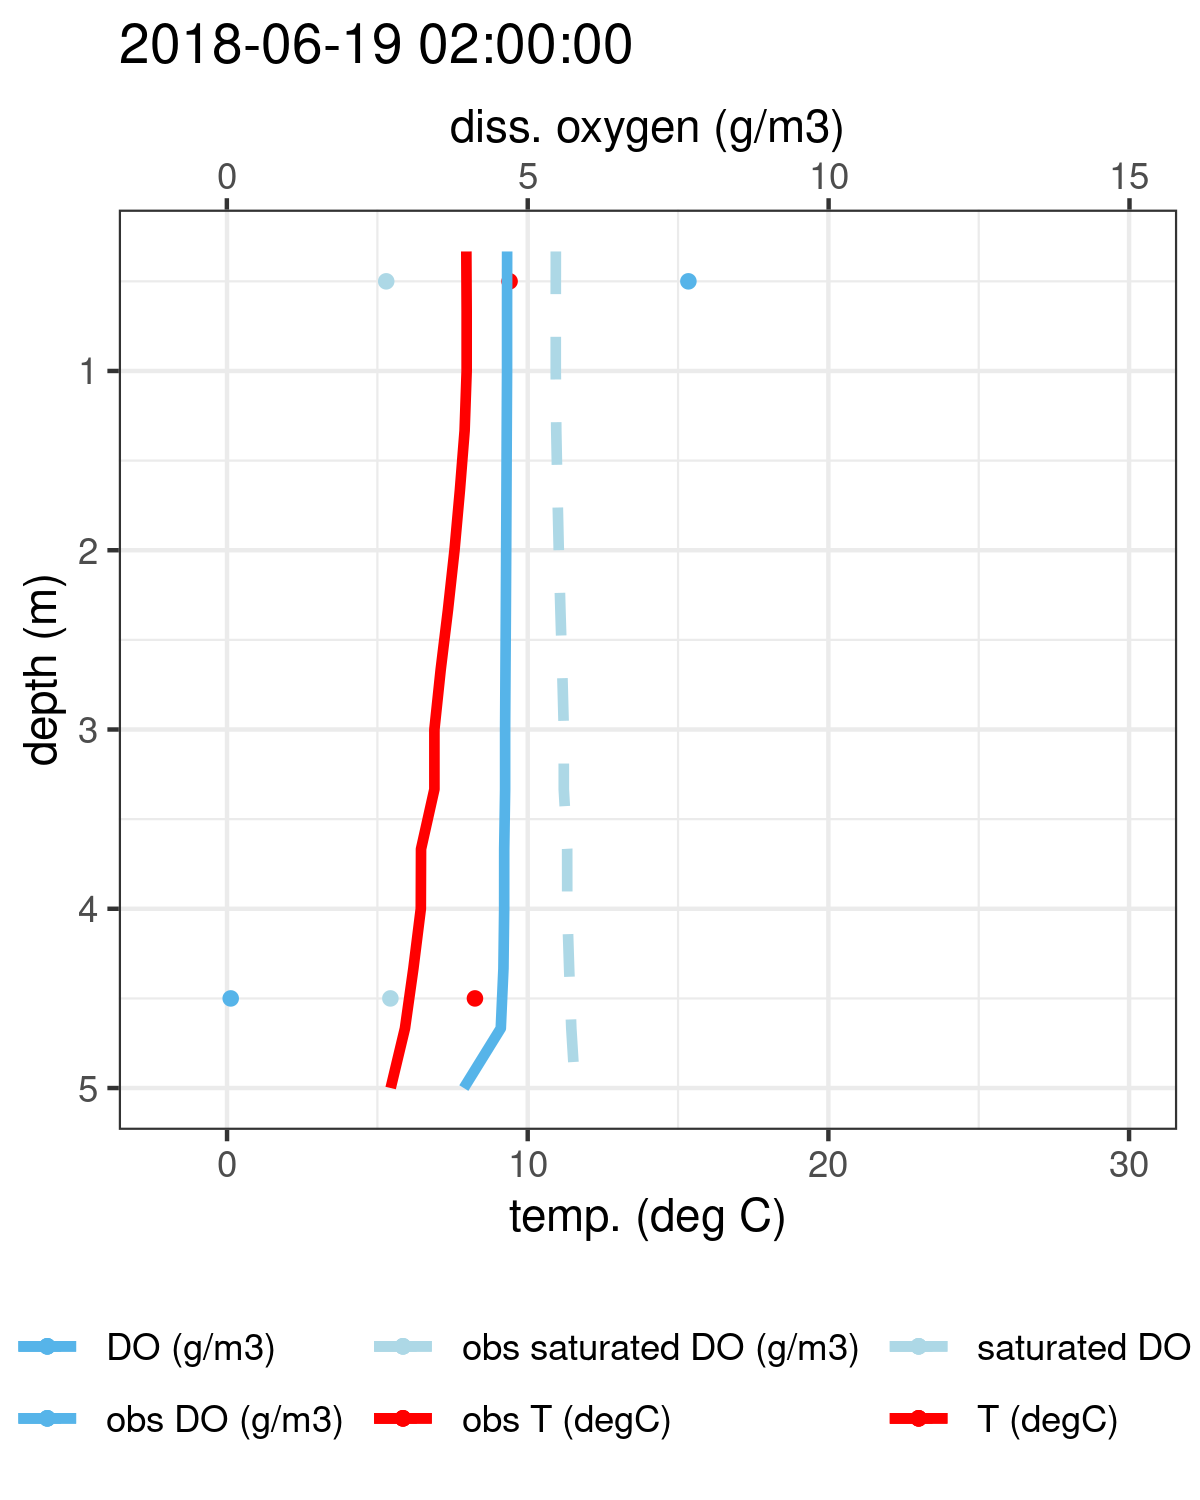 2018-06-19 02:00:00
diss. oxygen (g/m3)
0 5 10 15
depth (m)
1
2
3
4
5
0 10 20 30
temp. (deg C)
DO (g/m3) obs saturated DO (g/m3) saturated DO
obs DO (g/m3) obs T (degC) T (degC)